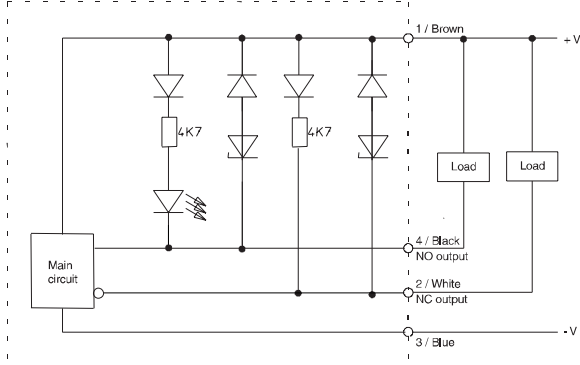 1 / Brown
+ V
4K7
4K7
Load
Load
4 / Black
NO output
Main
circuit
2 / White
NC output
- V
3 / Blue